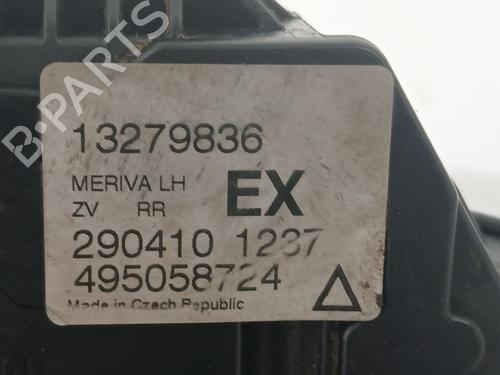 13279836
MERIVA LH
ZV RR
EX
290410 1237
495058724
Made in Czech Republic
B-PARTS